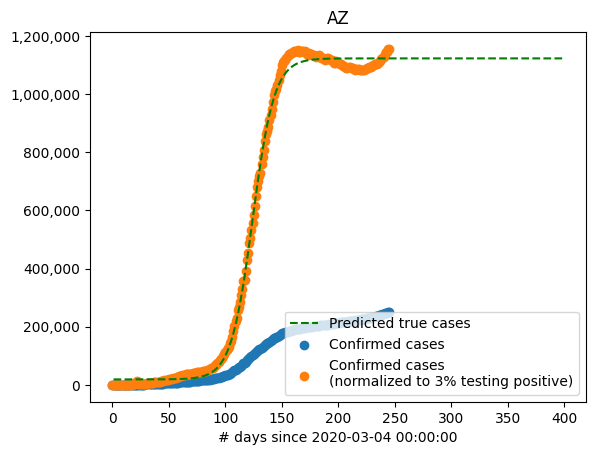 AZ
1,200,000
1,000,000
800,000
600,000
400,000
200,000
0
Predicted true cases
Confirmed cases
Confirmed cases
(normalized to 3% testing positive)
0 50 100 150 200 250 300 350 400
# days since 2020-03-04 00:00:00